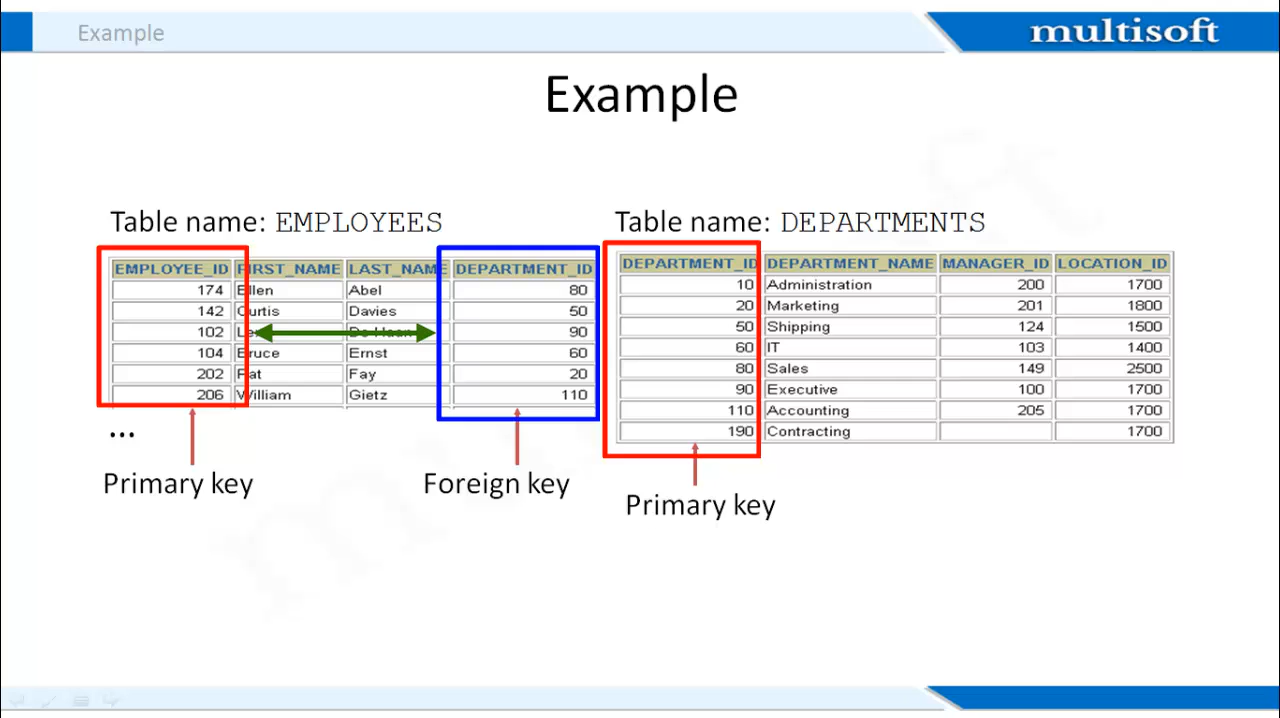 Example
multisoft
Example
Table name: EMPLOYEES
EMPLOYEE_ID FIRST_NAME LAST_NAME DEPARTMENT_ID
174 Ellen Abel 80
142 Curtis Davies 50
102 De Haan 90
104 Bruce Ernst 60
202 Pat Fay 20
206 William Gietz 110
...
Primary key
Foreign key
Table name: DEPARTMENTS
DEPARTMENT_ID DEPARTMENT_NAME MANAGER_ID LOCATION_ID
10 Administration 200 1700
20 Marketing 201 1800
50 Shipping 124 1500
60 IT 103 1400
80 Sales 149 2500
90 Executive 100 1700
110 Accounting 205 1700
190 Contracting 1700
Primary key